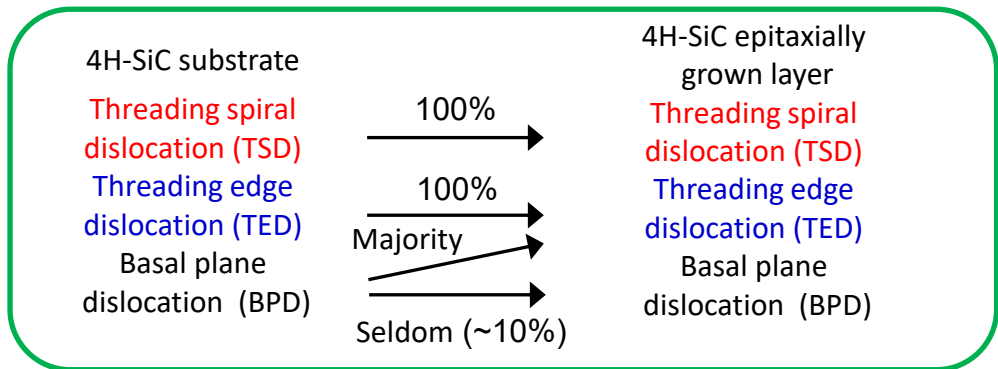 4H-SiC substrate
Threading spiral
dislocation (TSD)
Threading edge
dislocation (TED)
Basal plane
dislocation (BPD)
100%
100%
Majority
Seldom (~10%)
4H-SiC epitaxially
grown layer
Threading spiral
dislocation (TSD)
Threading edge
dislocation (TED)
Basal plane
dislocation (BPD)